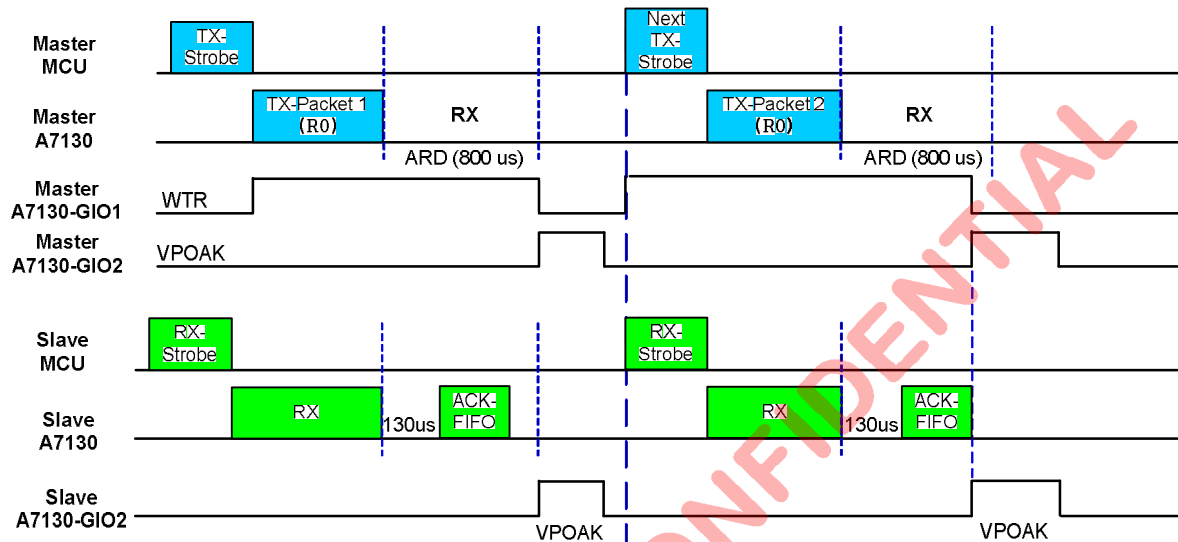 Master
MCU
TX-
Strobe
Next
TX-
Strobe
Master
A7130
TX-Packet 1
(R0)
RX
TX-Packet 2
(R0)
RX
ARD (800 us)
ARD (800 us)
Master
A7130-GIO1
WTR
Master
A7130-GIO2
VPOAK
Slave
MCU
RX-
Strobe
RX-
Strobe
Slave
A7130
RX
130us
ACK-
FIFO
RX
130us
ACK-
FIFO
Slave
A7130-GIO2
VPOAK
VPOAK
ONFIDENTIAL